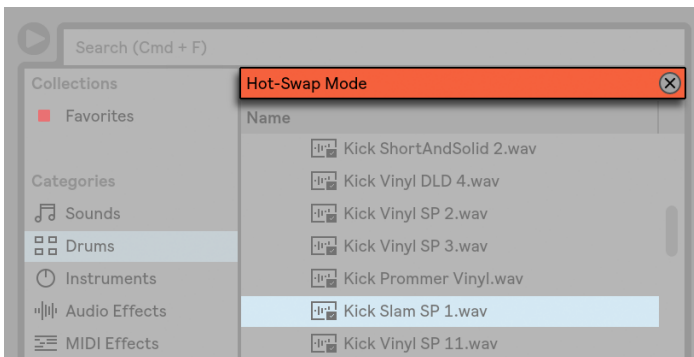 Search (Cmd + F)
Collections
Favorites
Categories
Sounds
Drums
Instruments
Audio Effects
MIDI Effects
Hot-Swap Mode
Name
Kick ShortAndSolid 2.wav
Kick Vinyl DLD 4.wav
Kick Vinyl SP 2.wav
Kick Vinyl SP 3.wav
Kick Prommer Vinyl.wav
Kick Slam SP 1.wav
Kick Vinyl SP 11.wav